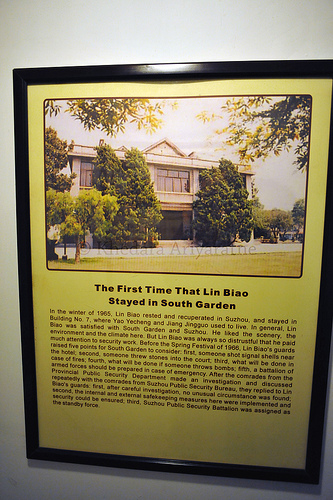 The First Time That Lin Biao
Stayed in South Garden
In the winter of 1965, Lin Biao rested and recuperated in Suzhou, and stayed in
Building No. 7, where Yao Yecheng and Jiang Jingguo used to live. In general, Lin
Biao was satisfied with South Garden and Suzhou. He liked the scenery, the
environment and the climate here. But Lin Biao was always so distrustful that he paid
much attention to security work. Before the Spring Festival of 1966, Lin Biao's guards
raised five points for South Garden to consider: first, someone shot signal shells near
the hotel; second, someone threw stones into the court; third, what will be done in
case of fires; fourth, what will be done if someone throws bombs; fifth, a battalion of
armed forces should be prepared in case of emergency. After the comrades from the
Provincial Public Security Department made an investigation and discussed
repeatedly with the comrades from Suzhou Public Security Bureau, they replied to Lin
Biao's guards: first, after careful investigation, no unusual circumstance was found;
second, the internal and external safekeeping measures here were implemented and
security could be ensured; third, Suzhou Public Security Battalion was assigned as
the standby force.